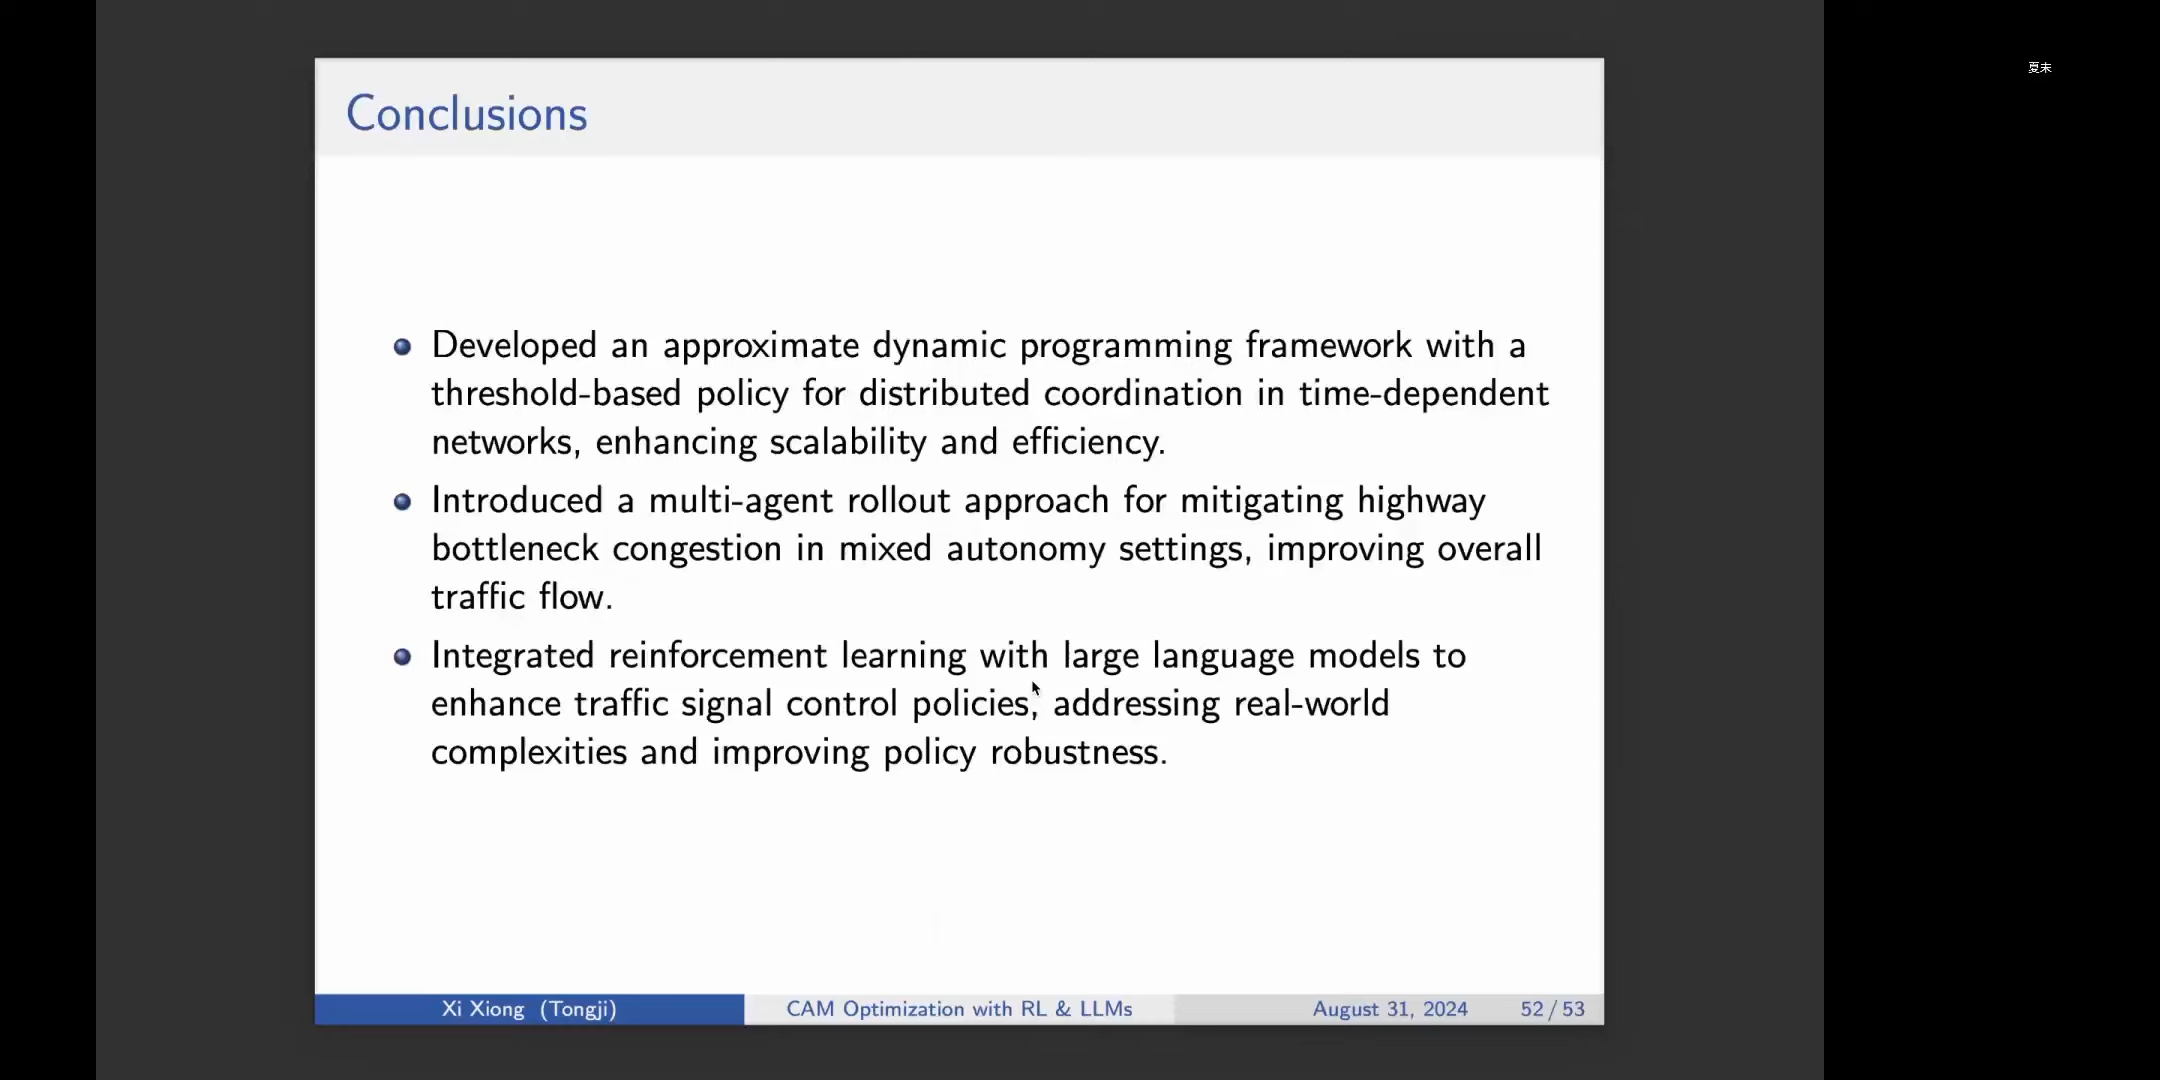 Conclusions
夏末
Developed an approximate dynamic programming framework with a
threshold-based policy for distributed coordination in time-dependent
networks, enhancing scalability and efficiency.
Introduced a multi-agent rollout approach for mitigating highway
bottleneck congestion in mixed autonomy settings, improving overall
traffic flow.
Integrated reinforcement learning with large language models to
enhance traffic signal control policies, addressing real-world
complexities and improving policy robustness.
Xi Xiong (Tongji) CAM Optimization with RL & LLMs August 31, 2024 52 / 53